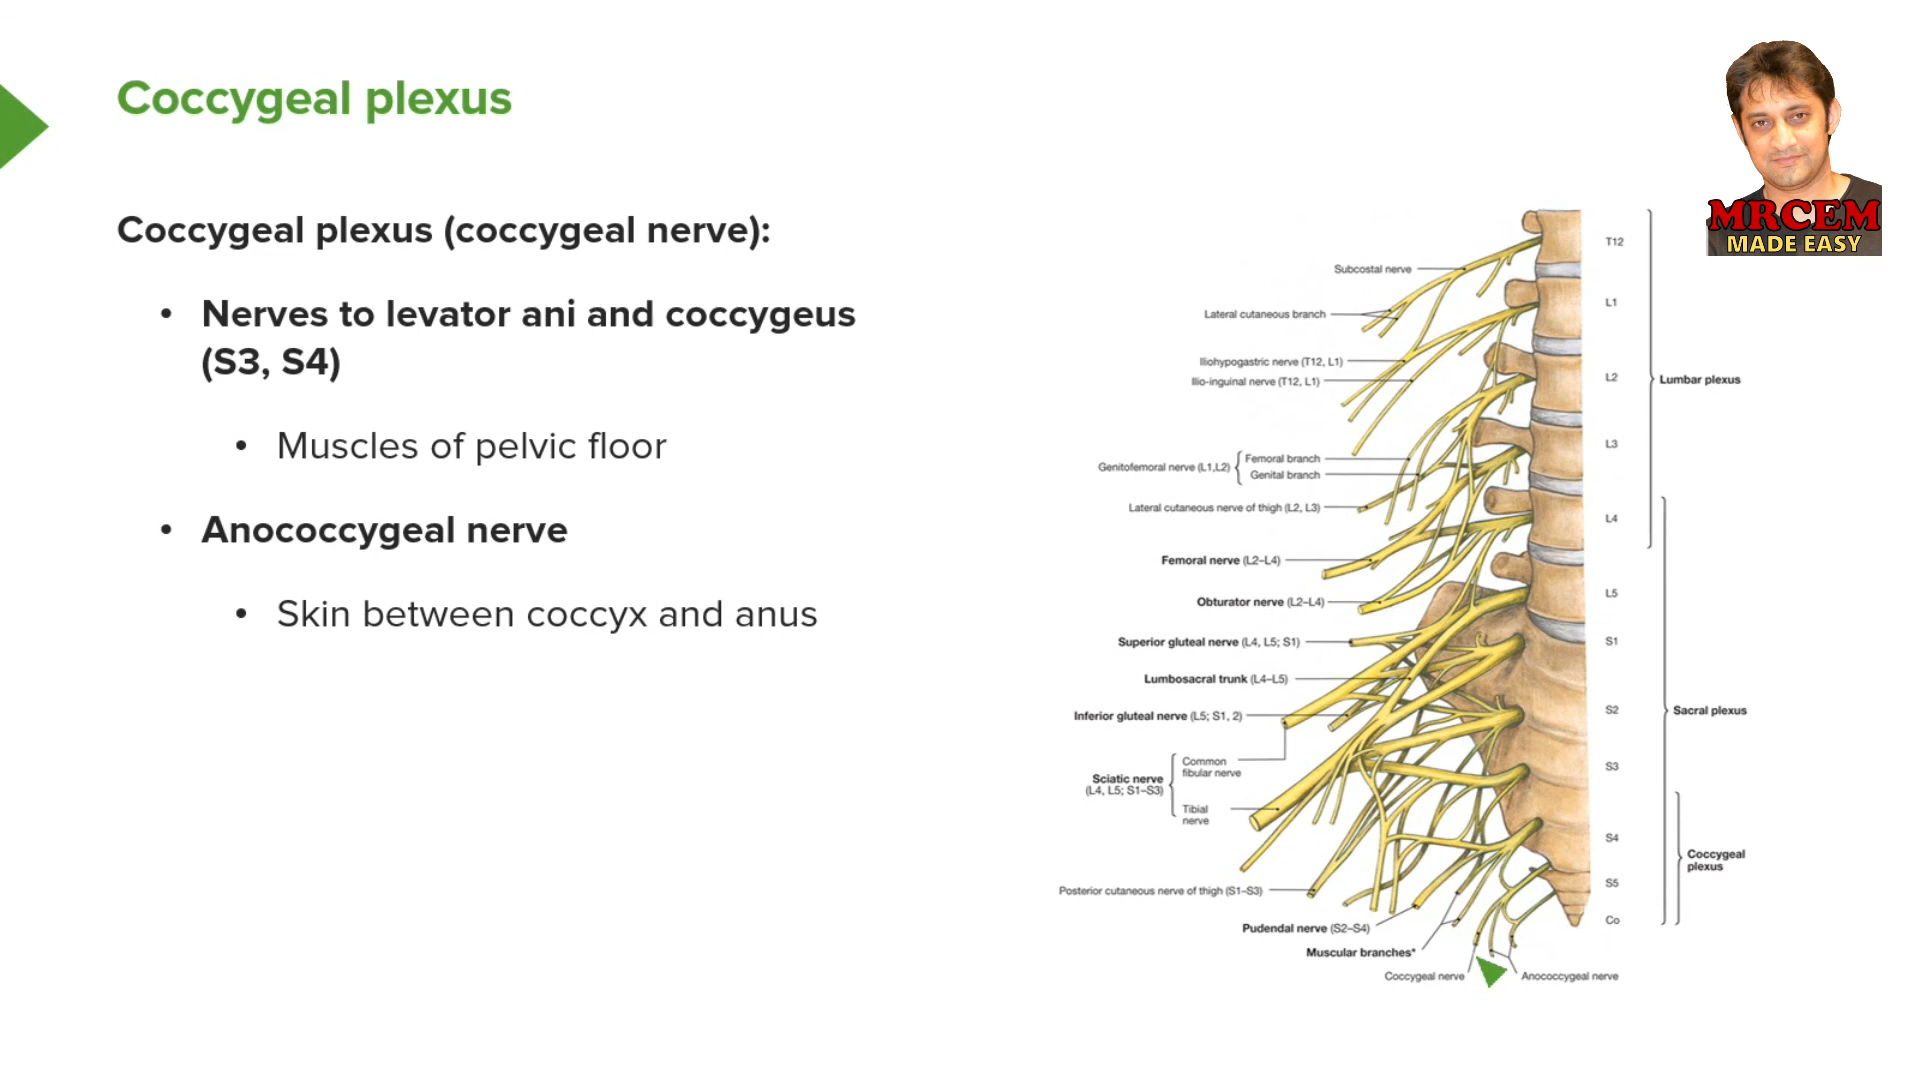 Coccygeal plexus
MRCEM
MADE EASY
Coccygeal plexus (coccygeal nerve):
• Nerves to levator ani and coccygeus
(S3, S4)
• Muscles of pelvic floor
• Anococcygeal nerve
• Skin between coccyx and anus
Subcostal nerve
Lateral cutaneous branch
Iliohypogastric nerve (T12, L1)
Ilio-inguinal nerve (T12, L1)
Genitofemoral nerve (L1,L2)
Femoral branch
Genital branch
Lateral cutaneous nerve of thigh (L2, L3)
Femoral nerve (L2–L4)
Obturator nerve (L2–L4)
Superior gluteal nerve (L4, L5; S1)
Lumbosacral trunk (L4–L5)
Inferior gluteal nerve (L5; S1, 2)
Sciatic nerve
(L4, L5; S1–S3)
Common
fibular nerve
Tibial
nerve
Posterior cutaneous nerve of thigh (S1–S3)
Pudendal nerve (S2–S4)
Muscular branches*
Coccygeal nerve
Anococcygeal nerve
T12
L1
L2
L3
L4
L5
S1
S2
S3
S4
S5
Co
Lumbar plexus
Sacral plexus
Coccygeal
plexus